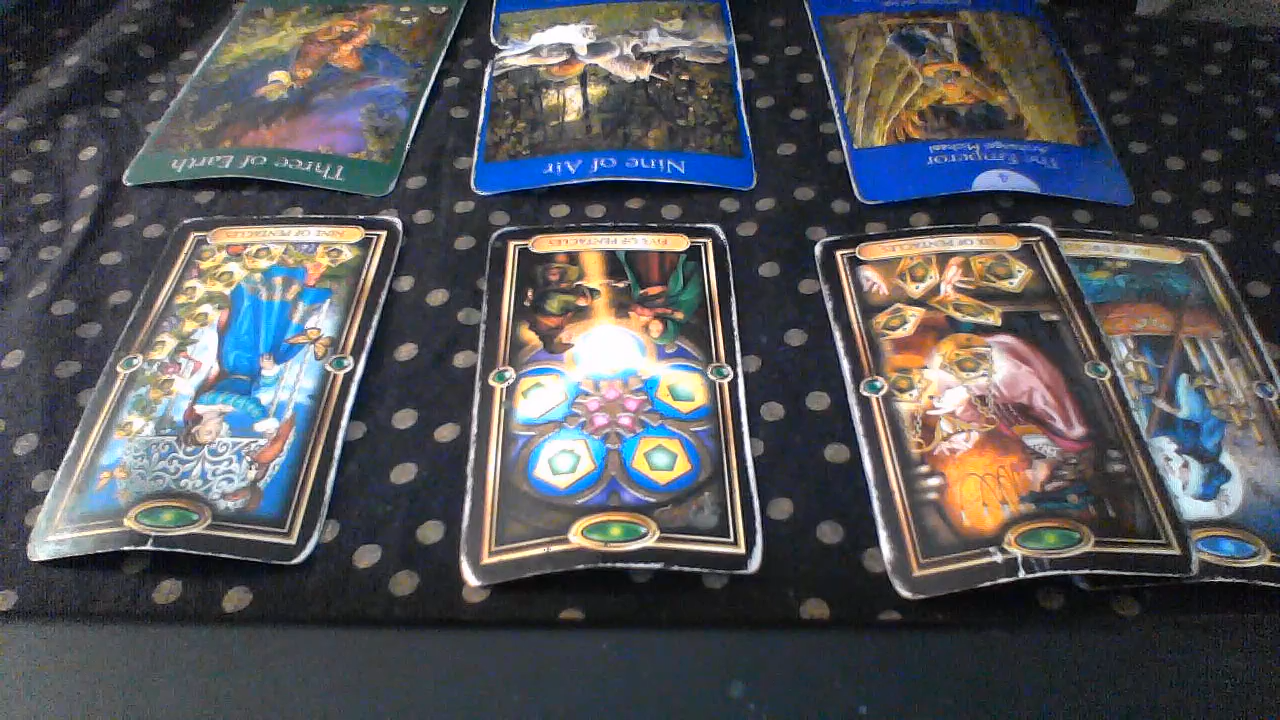 Three of Earth
Nine of Air
The Emperor
Archangel Michael
4
NINE OF PENTACLES
FIVE OF PENTACLES
SIX OF PENTACLES